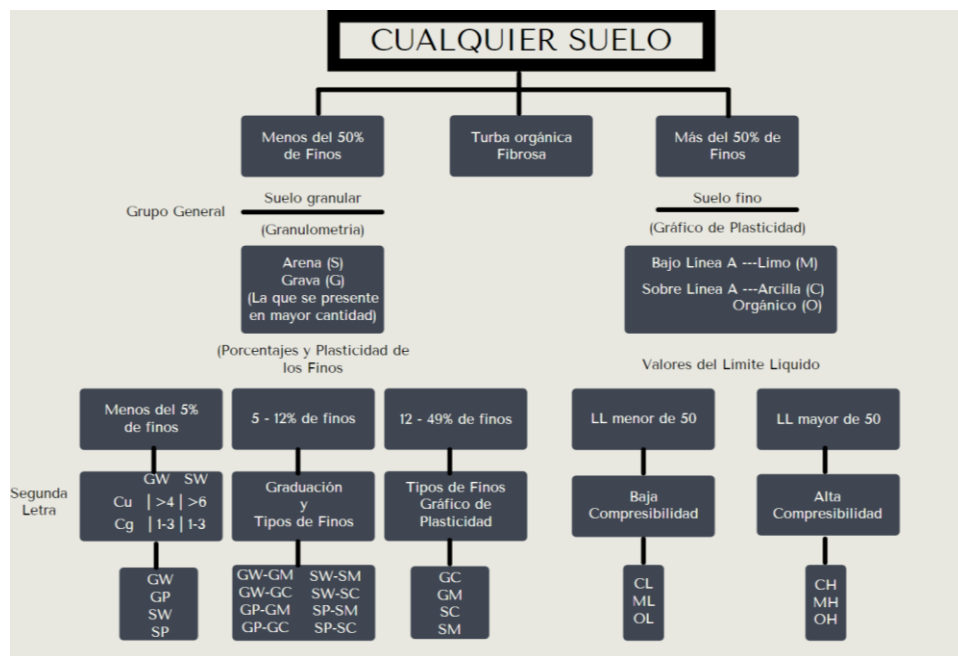 CUALQUIER SUELO
Menos del 50%
de Finos
Turba orgánica
Fibrosa
Más del 50% de
Finos
Grupo General
Suelo granular
(Granulometría)
Suelo fino
(Gráfico de Plasticidad)
Arena (S)
Grava (G)
(La que se presente
en mayor cantidad)
Bajo Linea A ---Limo (M)
Sobre Linea A ---Arcilla (C)
Orgánico (O)
(Porcentajes y Plasticidad de
los Finos
Valores del Limite Liquido
Menos del 5%
de finos
5 - 12% de finos
12 - 49% de finos
LL menor de 50
LL mayor de 50
Segunda
Letra
GW SW
Cu | >4 | >6
Cg | 1-3 | 1-3
Graduación
y
Tipos de Finos
Tipos de Finos
Gráfico de
Plasticidad
Baja
Compresibilidad
Alta
Compresibilidad
GW
GP
SW
SP
GW-GM SW-SM
GW-GC SW-SC
GP-GM SP-SM
GP-GC SP-SC
GC
GM
SC
SM
CL
ML
OL
CH
MH
OH